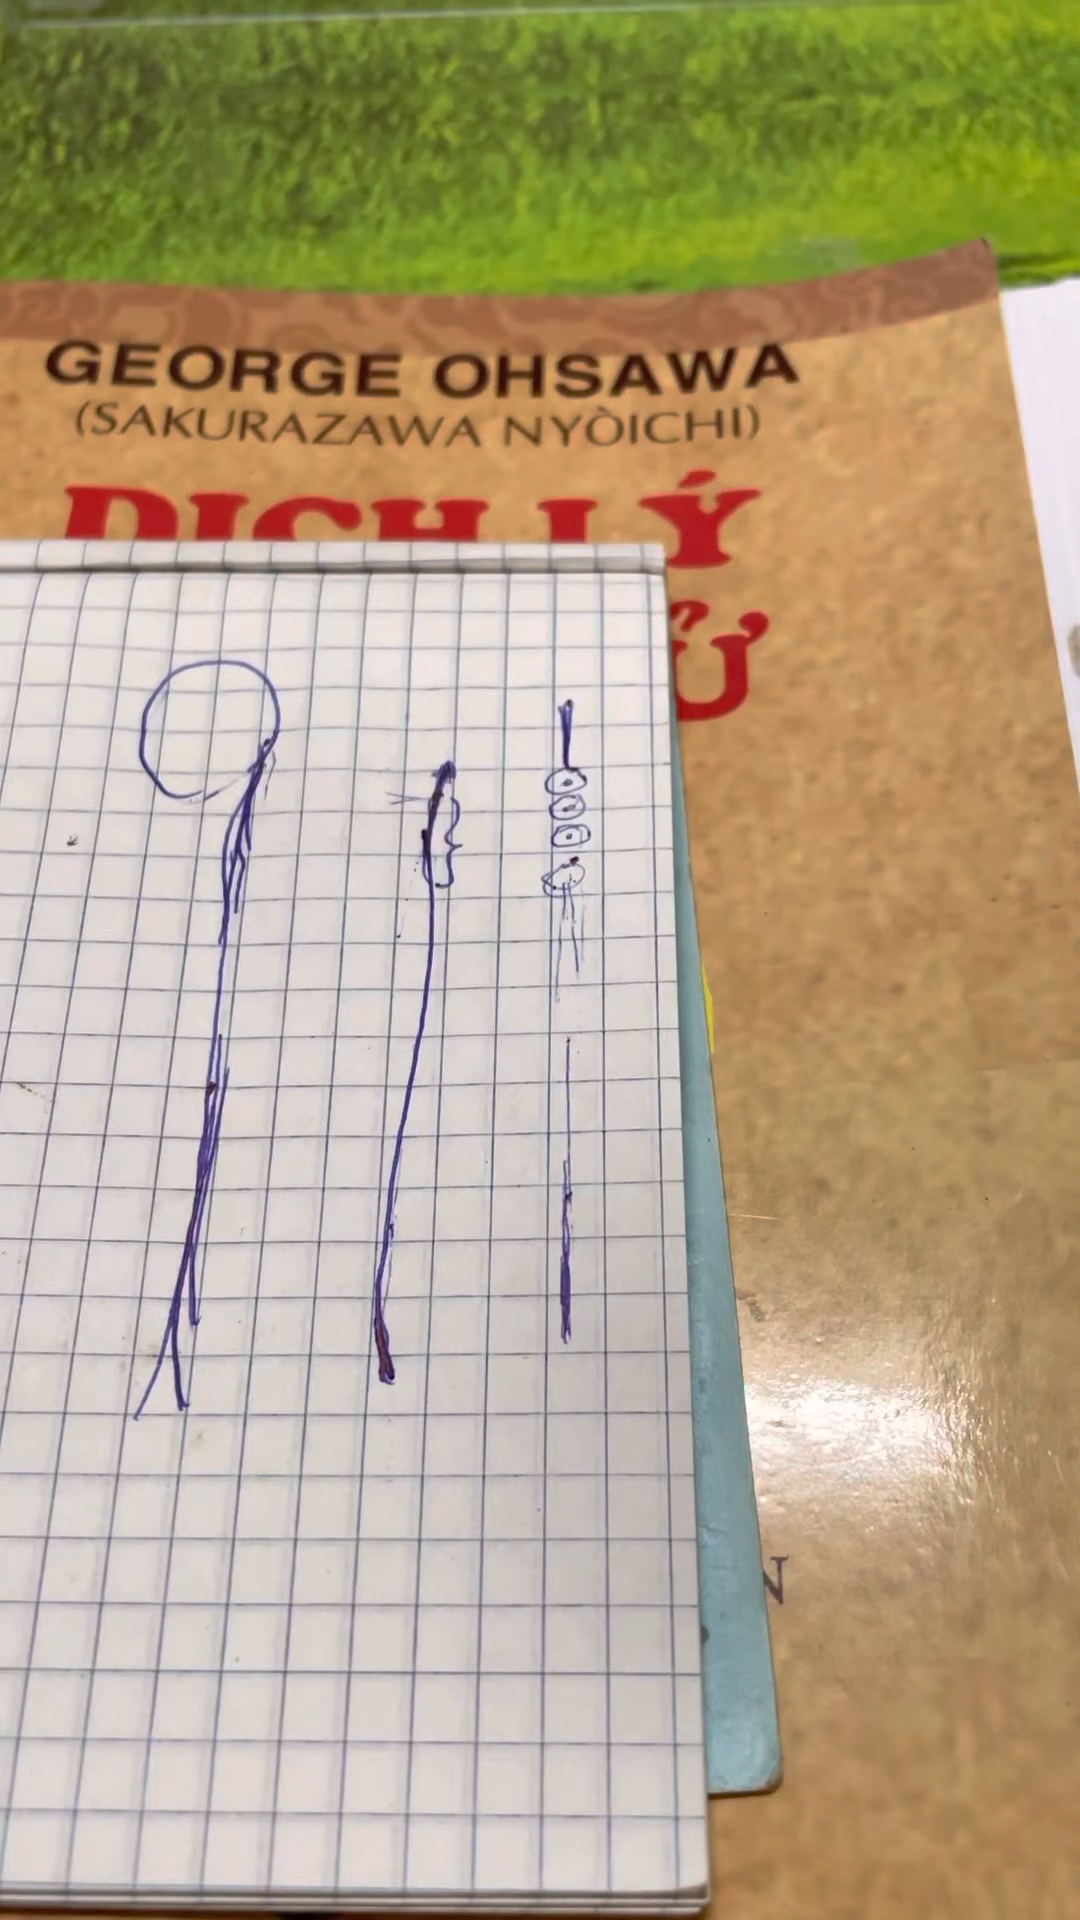 GEORGE OHSAWA
(SAKURAZAWA NYÒICHI)
DỊCH LÝ
Ử
N